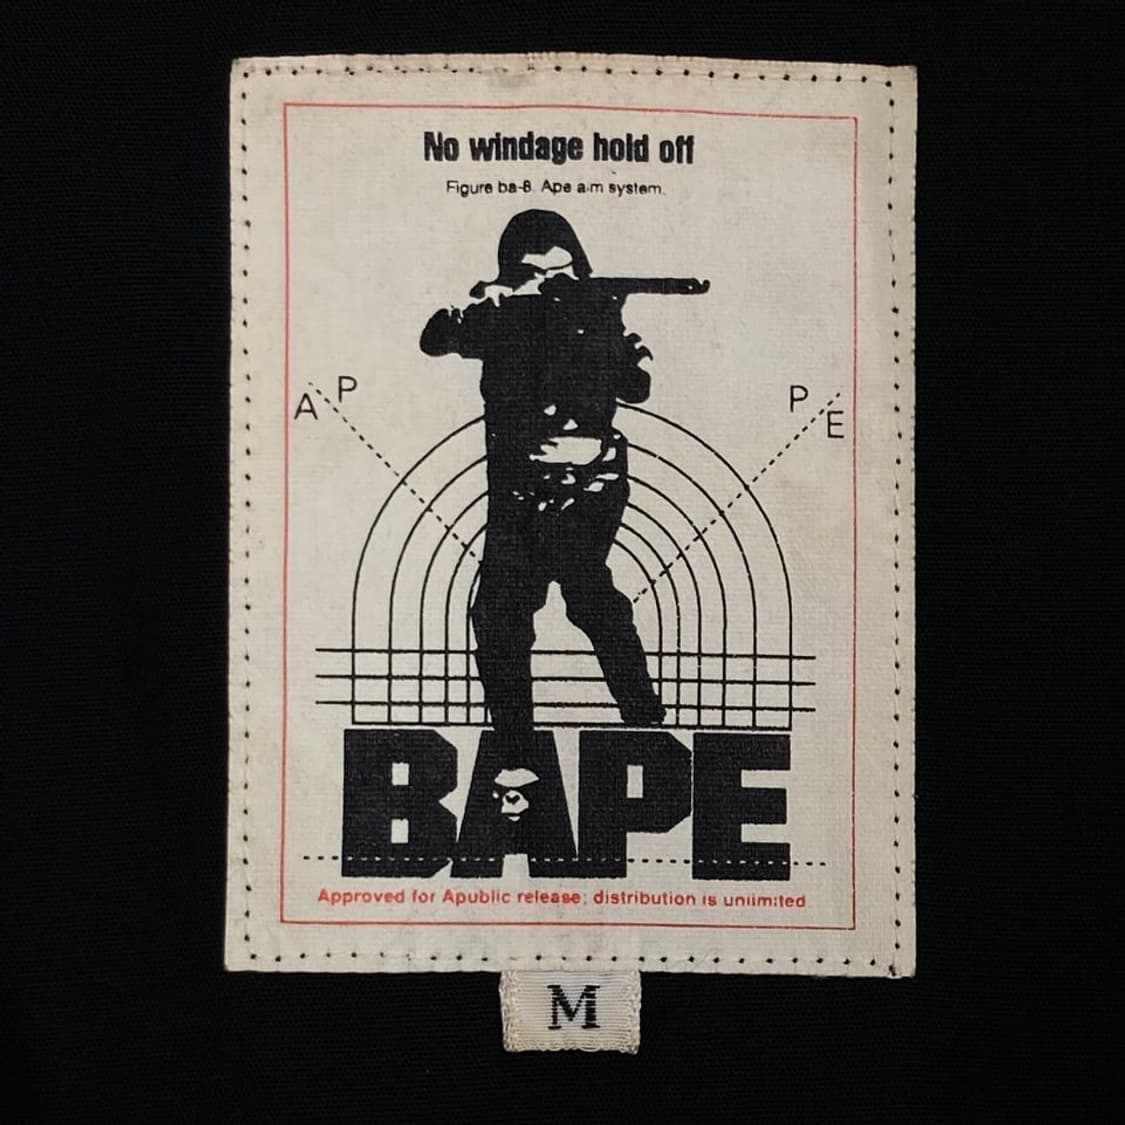 No windage hold off
Figure ba-8. Ape aim system.
A P
P E
BAPE
Approved for Apublic release; distribution is unlimited
M